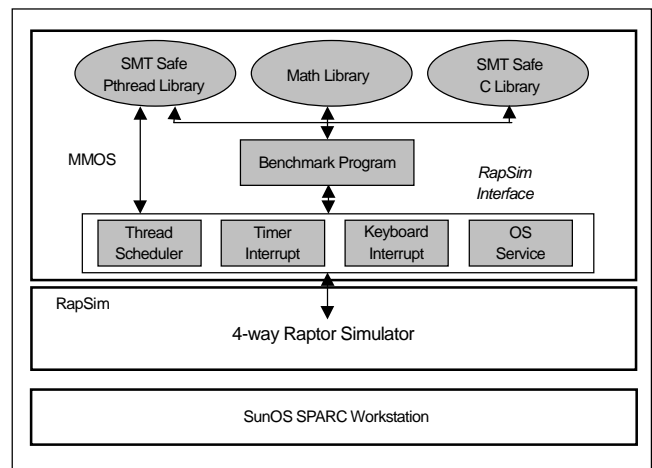 SMT Safe
Pthread Library
Math Library
SMT Safe
C Library
MMOS
Benchmark Program
RapSim
Interface
Thread
Scheduler
Timer
Interrupt
Keyboard
Interrupt
OS
Service
RapSim
4-way Raptor Simulator
SunOS SPARC Workstation